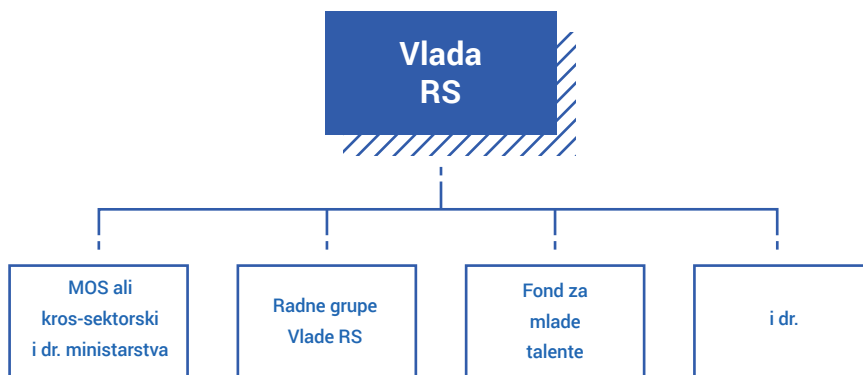 Vlada
RS
MOS ali
kros-sektorski
i dr. ministarstva
Radne grupe
Vlade RS
Fond za
mlade
talente
i dr.